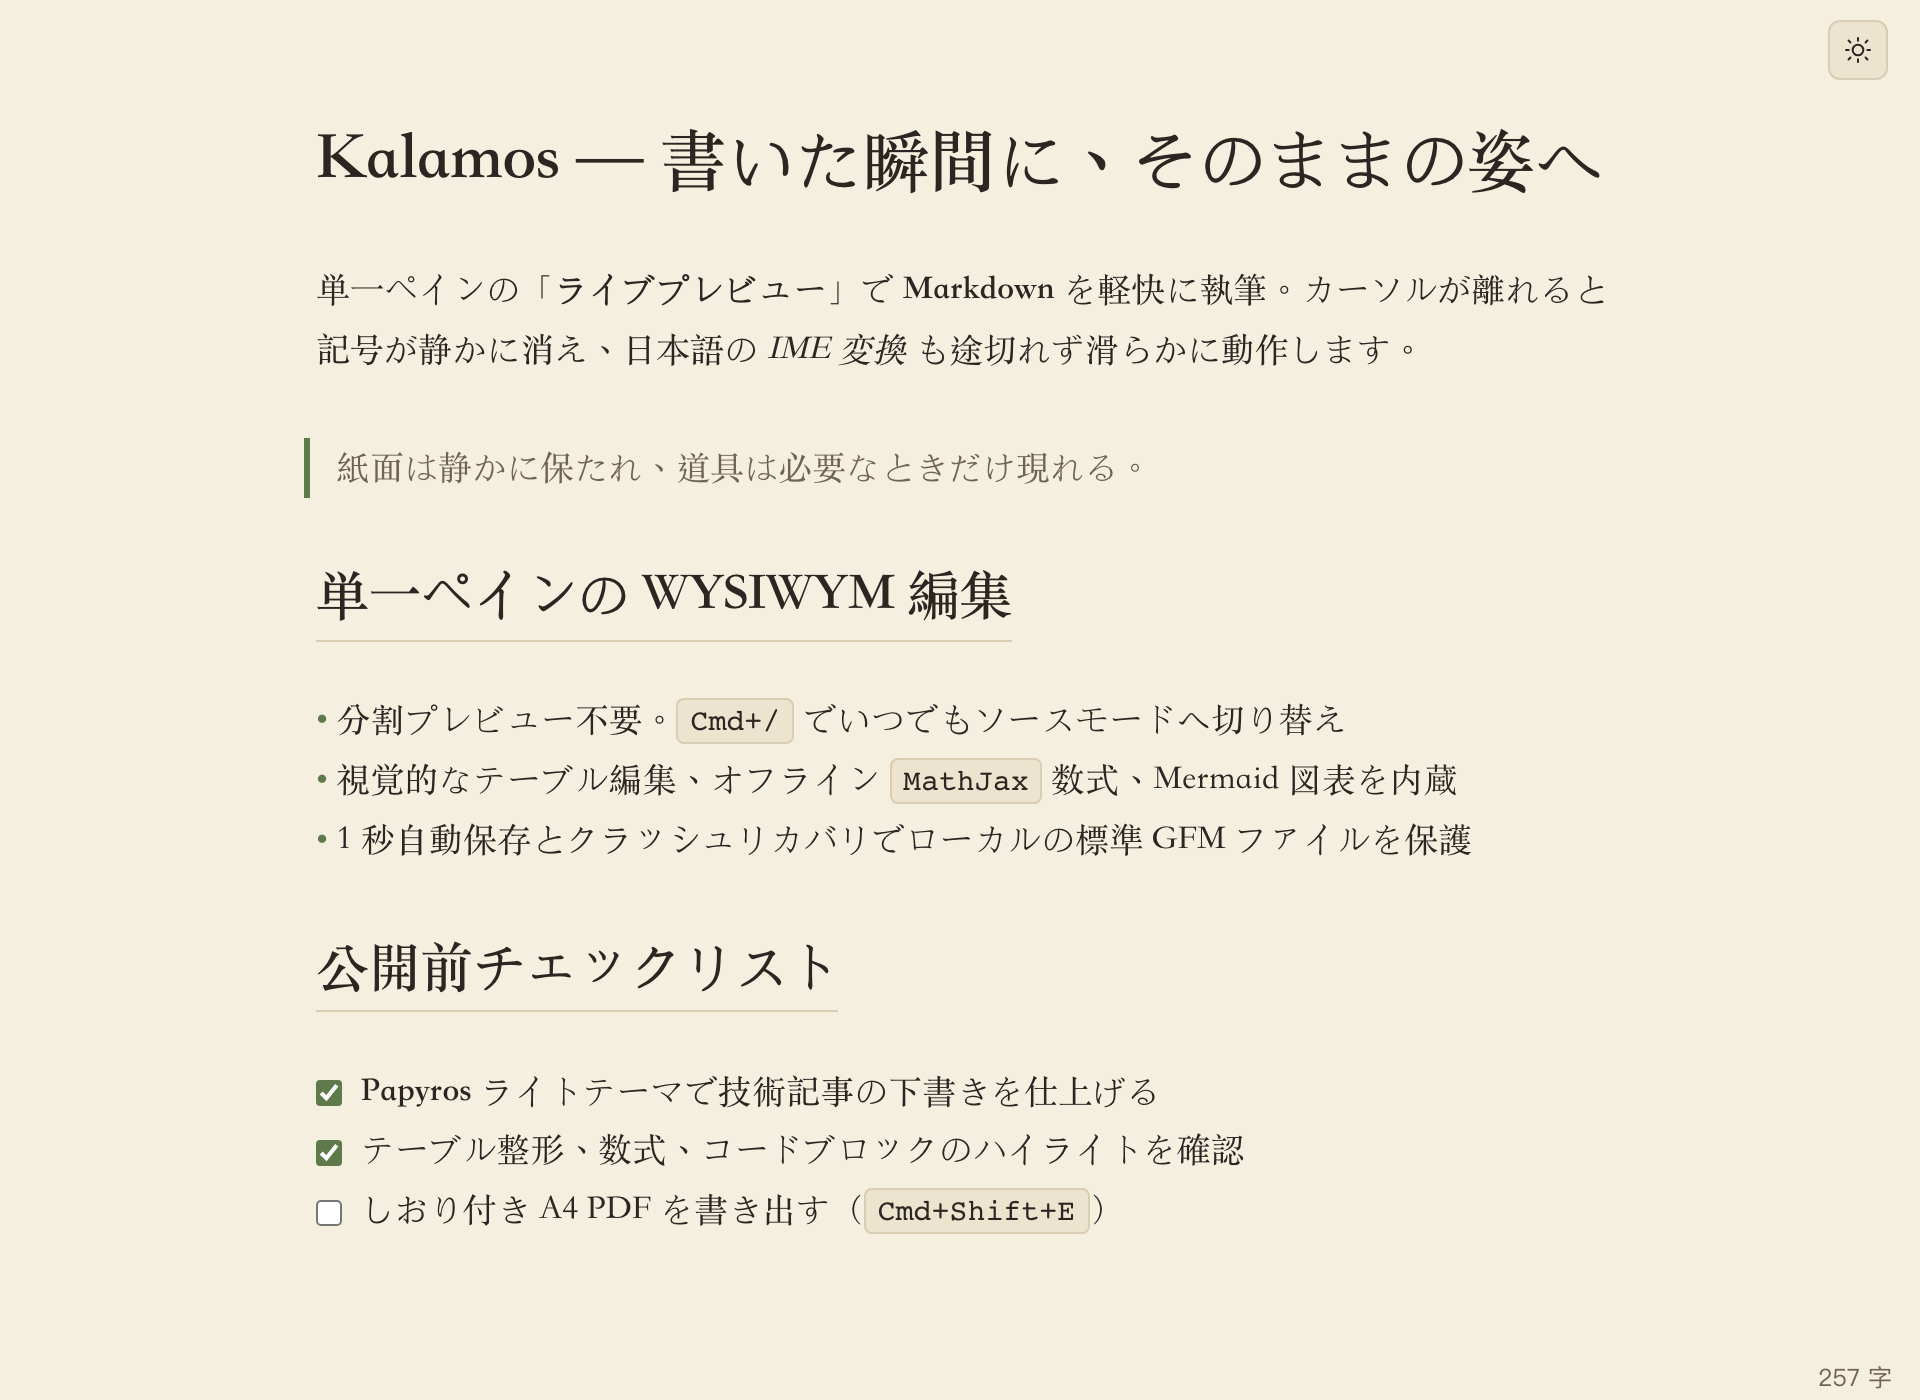 Kalamos — 書いた瞬間に、そのままの姿へ
単一ペインの「ライブプレビュー」で Markdown を軽快に執筆。カーソルが離れると
記号が静かに消え、日本語の IME 変換 も途切れず滑らかに動作します。
紙面は静かに保たれ、道具は必要なときだけ現れる。
単一ペインの WYSIWYM 編集
• 分割プレビュー不要。 Cmd+/ でいつでもソースモードへ切り替え
• 視覚的なテーブル編集、オフライン MathJax 数式、Mermaid 図表を内蔵
• 1 秒自動保存とクラッシュリカバリでローカルの標準 GFM ファイルを保護
公開前チェックリスト
Papyros ライトテーマで技術記事の下書きを仕上げる
テーブル整形、数式、コードブロックのハイライトを確認
しおり付き A4 PDF を書き出す（Cmd+Shift+E）
257 字